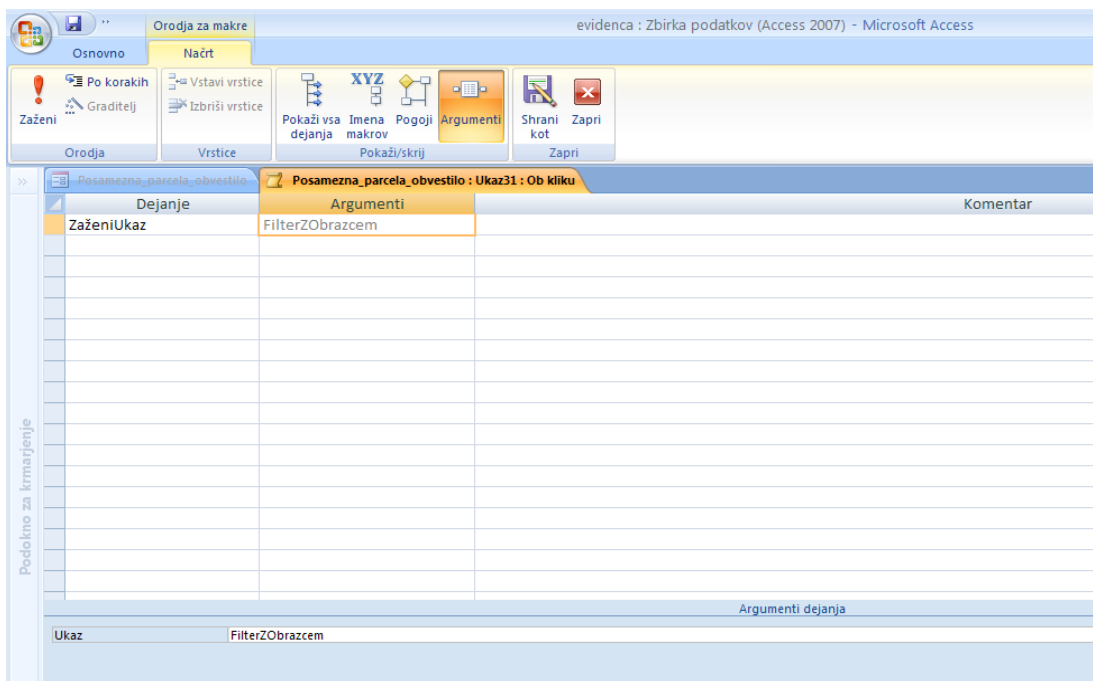 Orodja za makre
evidenca : Zbirka podatkov (Access 2007) - Microsoft Access
Osnovno
Načrt
Zaženi
Po korakih
Graditelj
Orodja
Vstavi vrstice
Izbriši vrstice
Vrstice
Pokaži vsa dejanja
XYZ
Imena makrov
Pogoji
Argumenti
Pokaži/skrij
Shrani kot
Zapri
Zapri
Posamezna_parcela_obvestilo
Posamezna_parcela_obvestilo : Ukaz31 : Ob kliku
Dejanje
Argumenti
Komentar
ZaženiUkaz
FilterZObrazcem
Podokno za krmarjenje
Argumenti dejanja
Ukaz
FilterZObrazcem